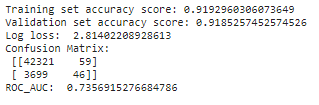 Training set accuracy score: 0.9192960306073649
Validation set accuracy score: 0.9185257452574526
Log loss:  2.81402208928613
Confusion Matrix:
[[42321    59]
[ 3699    46]]
ROC_AUC:  0.7356915276684786